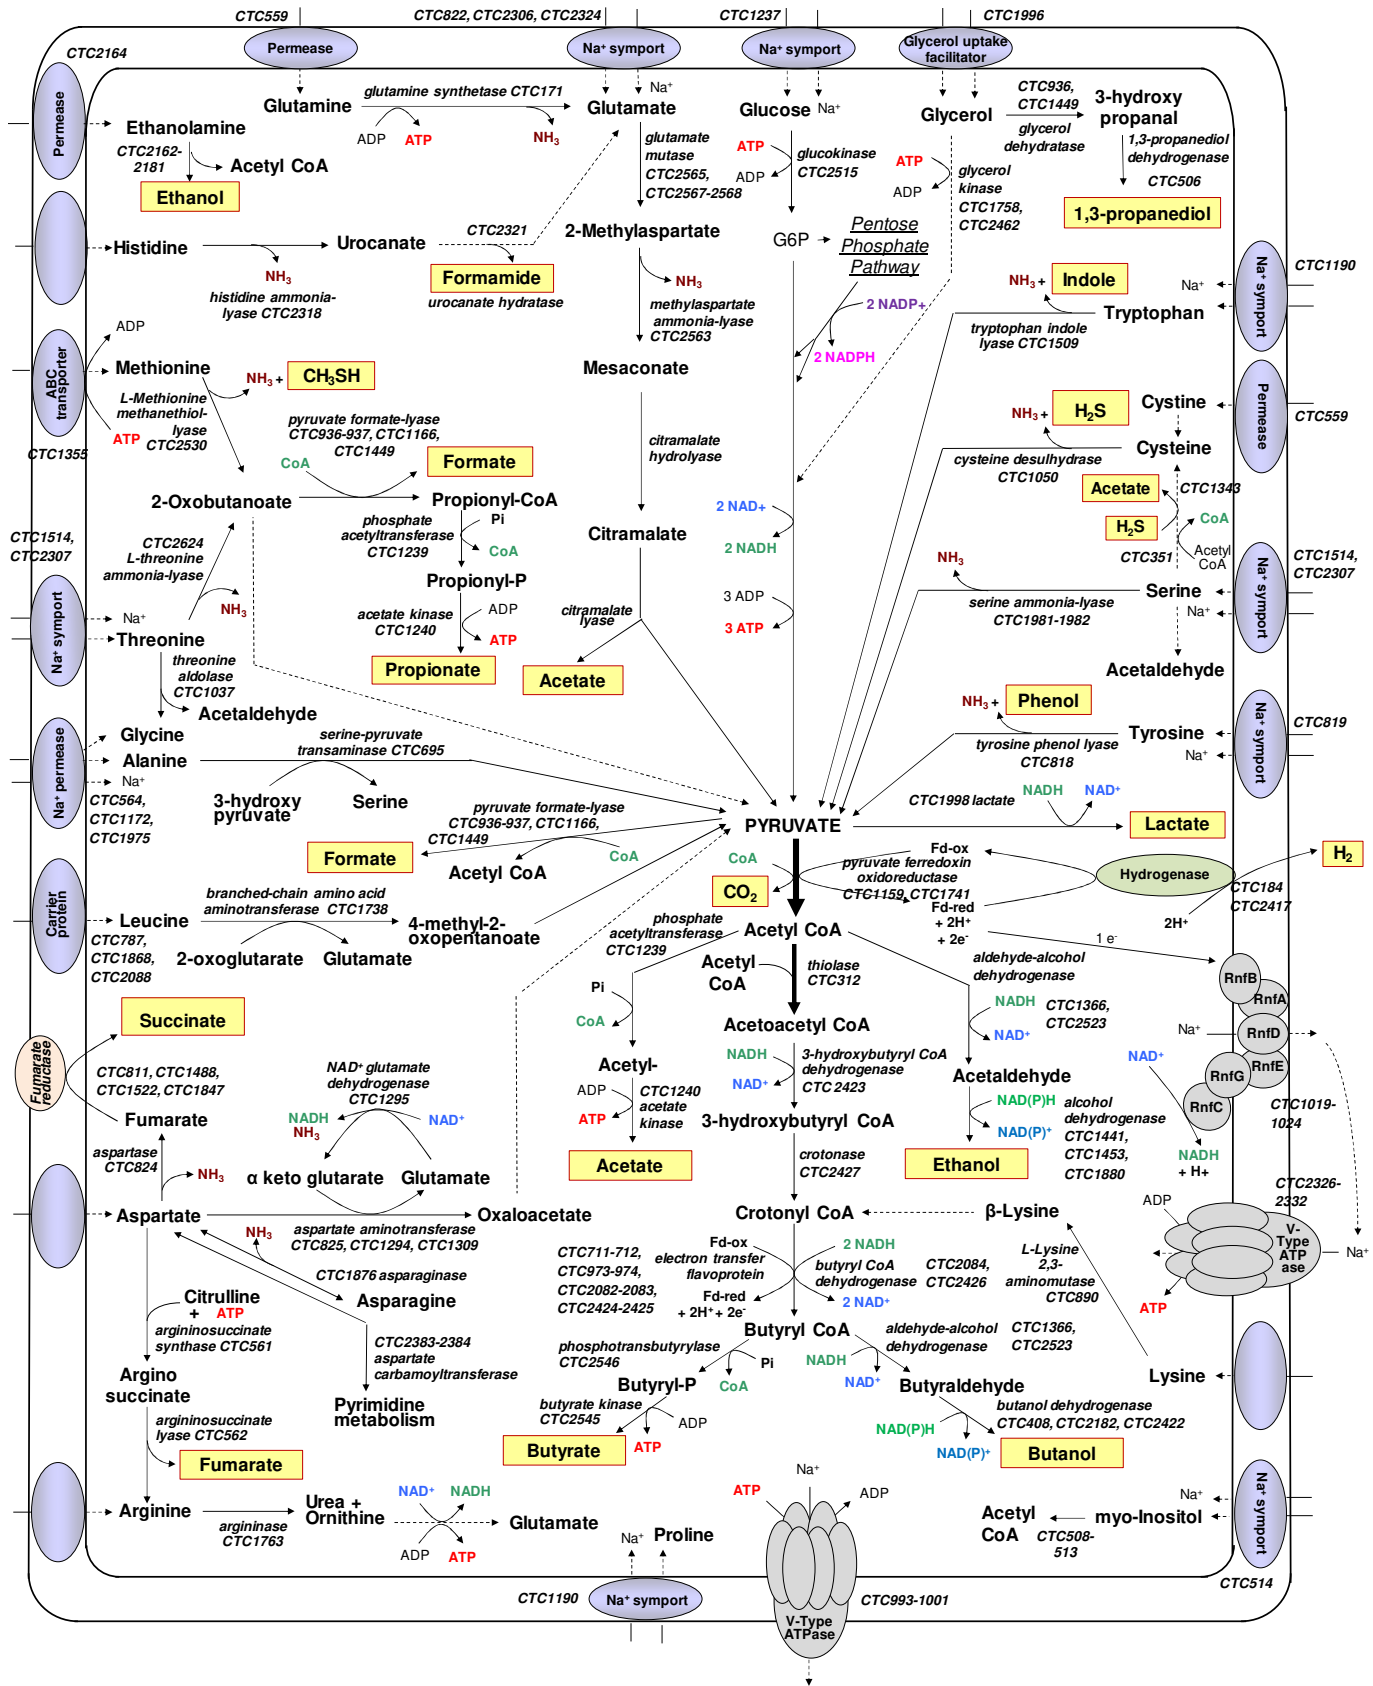 CTC559
CTC822, CTC2306, CTC2324
CTC1237
CTC1996
CTC2164
Permease
Na⁺ symport
Na⁺ symport
Glycerol uptake
facilitator
Permease
Ethanolamine
CTC2162-
2181
Acetyl CoA
Ethanol
Glutamine
glutamine synthetase CTC171
ADP
ATP
NH₃
Na⁺
Glutamate
glutamate
mutase
CTC2565,
CTC2567-2568
Glucose
Na⁺
ATP
ADP
glucokinase
CTC2515
Glycerol
ATP
ADP
glycerol
kinase
CTC1758,
CTC2462
CTC936,
CTC1449
glycerol
dehydratase
3-hydroxy
propanal
1,3-propanediol
dehydrogenase
CTC506
1,3-propanediol
Histidine
NH₃
histidine ammonia-
lyase CTC2318
Urocanate
CTC2321
Formamide
urocanate hydratase
2-Methylaspartate
NH₃
methylaspartate
ammonia-lyase
CTC2563
Mesaconate
G6P
Pentose
Phosphate
Pathway
2 NADP+
2 NADPH
NH₃ +
Indole
Na⁺
Tryptophan
tryptophan indole
lyase CTC1509
Na⁺ symport
CTC1190
ADP
ABC
transporter
Methionine
L-Methionine
methanethiol-
lyase
CTC2530
ATP
CTC1355
NH₃ +
CH₃SH
pyruvate formate-lyase
CTC936-937, CTC1166,
CTC1449
CoA
Formate
2-Oxobutanoate
Propionyl-CoA
phosphate
acetyltransferase
CTC1239
Pi
CoA
Propionyl-P
acetate kinase
CTC1240
ADP
ATP
Propionate
citramalate
hydrolyase
Citramalate
citramalate
lyase
Acetate
2 NAD+
2 NADH
3 ADP
3 ATP
Cystine
Permease
CTC559
NH₃ +
H₂S
Cysteine
cysteine desulhydrase
CTC1050
Acetate
CTC1343
H₂S
CoA
CTC351
Acetyl
CoA
NH₃
Serine
Na⁺
serine ammonia-lyase
CTC1981-1982
Acetaldehyde
Na⁺ symport
CTC1514,
CTC2307
CTC1514,
CTC2307
Na⁺ symport
CTC2624
L-threonine
ammonia-lyase
NH₃
Na⁺
Threonine
threonine
aldolase
CTC1037
Acetaldehyde
Glycine
Alanine
Na⁺
Na⁺ permease
CTC564,
CTC1172,
CTC1975
serine-pyruvate
transaminase CTC695
3-hydroxy
pyruvate
Serine
NH₃ +
Phenol
Tyrosine
Na⁺
tyrosine phenol lyase
CTC818
Na⁺ symport
CTC819
CTC1998 lactate
NADH
NAD⁺
Lactate
PYRUVATE
pyruvate formate-lyase
CTC936-937, CTC1166,
CTC1449
Formate
Acetyl CoA
CoA
CoA
CO₂
Fd-ox
pyruvate ferredoxin
oxidoreductase
CTC1159, CTC1741
Fd-red
+ 2H⁺
+ 2e⁻
Hydrogenase
H₂
CTC184
CTC2417
2H⁺
1 e⁻
Carrier
protein
Leucine
CTC787,
CTC1868,
CTC2088
branched-chain amino acid
aminotransferase CTC1738
2-oxoglutarate
Glutamate
4-methyl-2-
oxopentanoate
phosphate
acetyltransferase
CTC1239
Acetyl CoA
Acetyl
CoA
thiolase
CTC312
Pi
CoA
Acetyl-
ADP
ATP
CTC1240
acetate
kinase
Acetate
Acetoacetyl CoA
NADH
NAD⁺
3-hydroxybutyryl CoA
dehydrogenase
CTC 2423
3-hydroxybutyryl CoA
crotonase
CTC2427
Crotonyl CoA
aldehyde-alcohol
dehydrogenase
NADH
NAD⁺
CTC1366,
CTC2523
Acetaldehyde
NAD(P)H
NAD(P)⁺
alcohol
dehydrogenase
CTC1441,
CTC1453,
CTC1880
Ethanol
RnfB
RnfA
RnfD
RnfE
RnfG
RnfC
Na⁺
NAD⁺
NADH
+ H+
CTC1019-
1024
Succinate
Fumarate
reductase
CTC811, CTC1488,
CTC1522, CTC1847
Fumarate
aspartase
CTC824
NH₃
NAD⁺ glutamate
dehydrogenase
CTC1295
NADH
NH₃
NAD⁺
α keto glutarate
Glutamate
Aspartate
aspartate aminotransferase
CTC825, CTC1294, CTC1309
Oxaloacetate
NH₃
CTC1876 asparaginase
Asparagine
CTC2383-2384
aspartate
carbamoyltransferase
Pyrimidine
metabolism
Citrulline
+ ATP
argininosuccinate
synthase CTC561
Argino
succinate
argininosuccinate
lyase CTC562
Fumarate
Arginine
argininase
CTC1763
Urea +
Ornithine
NAD⁺
NADH
ADP
ATP
Glutamate
CTC711-712,
CTC973-974,
CTC2082-2083,
CTC2424-2425
Fd-ox
electron transfer
flavoprotein
Fd-red
+ 2H⁺ + 2e⁻
2 NADH
butyryl CoA
dehydrogenase
2 NAD⁺
CTC2084,
CTC2426
β-Lysine
L-Lysine
2,3-
aminomutase
CTC890
Lysine
CTC2326-
2332
ADP
V-
Type
ATP
ase
Na⁺
ATP
Butyryl CoA
phosphotransbutyrylase
CTC2546
Pi
CoA
Butyryl-P
butyrate kinase
CTC2545
ADP
ATP
Butyrate
aldehyde-alcohol
dehydrogenase
CTC1366,
CTC2523
NADH
NAD⁺
Butyraldehyde
NAD(P)H
NAD(P)⁺
butanol dehydrogenase
CTC408, CTC2182, CTC2422
Butanol
Na⁺
ATP
ADP
V-Type
ATPase
CTC993-1001
Na⁺
Proline
Na⁺ symport
CTC1190
Acetyl
CoA
CTC508-
513
myo-Inositol
Na⁺
Na⁺ symport
CTC514